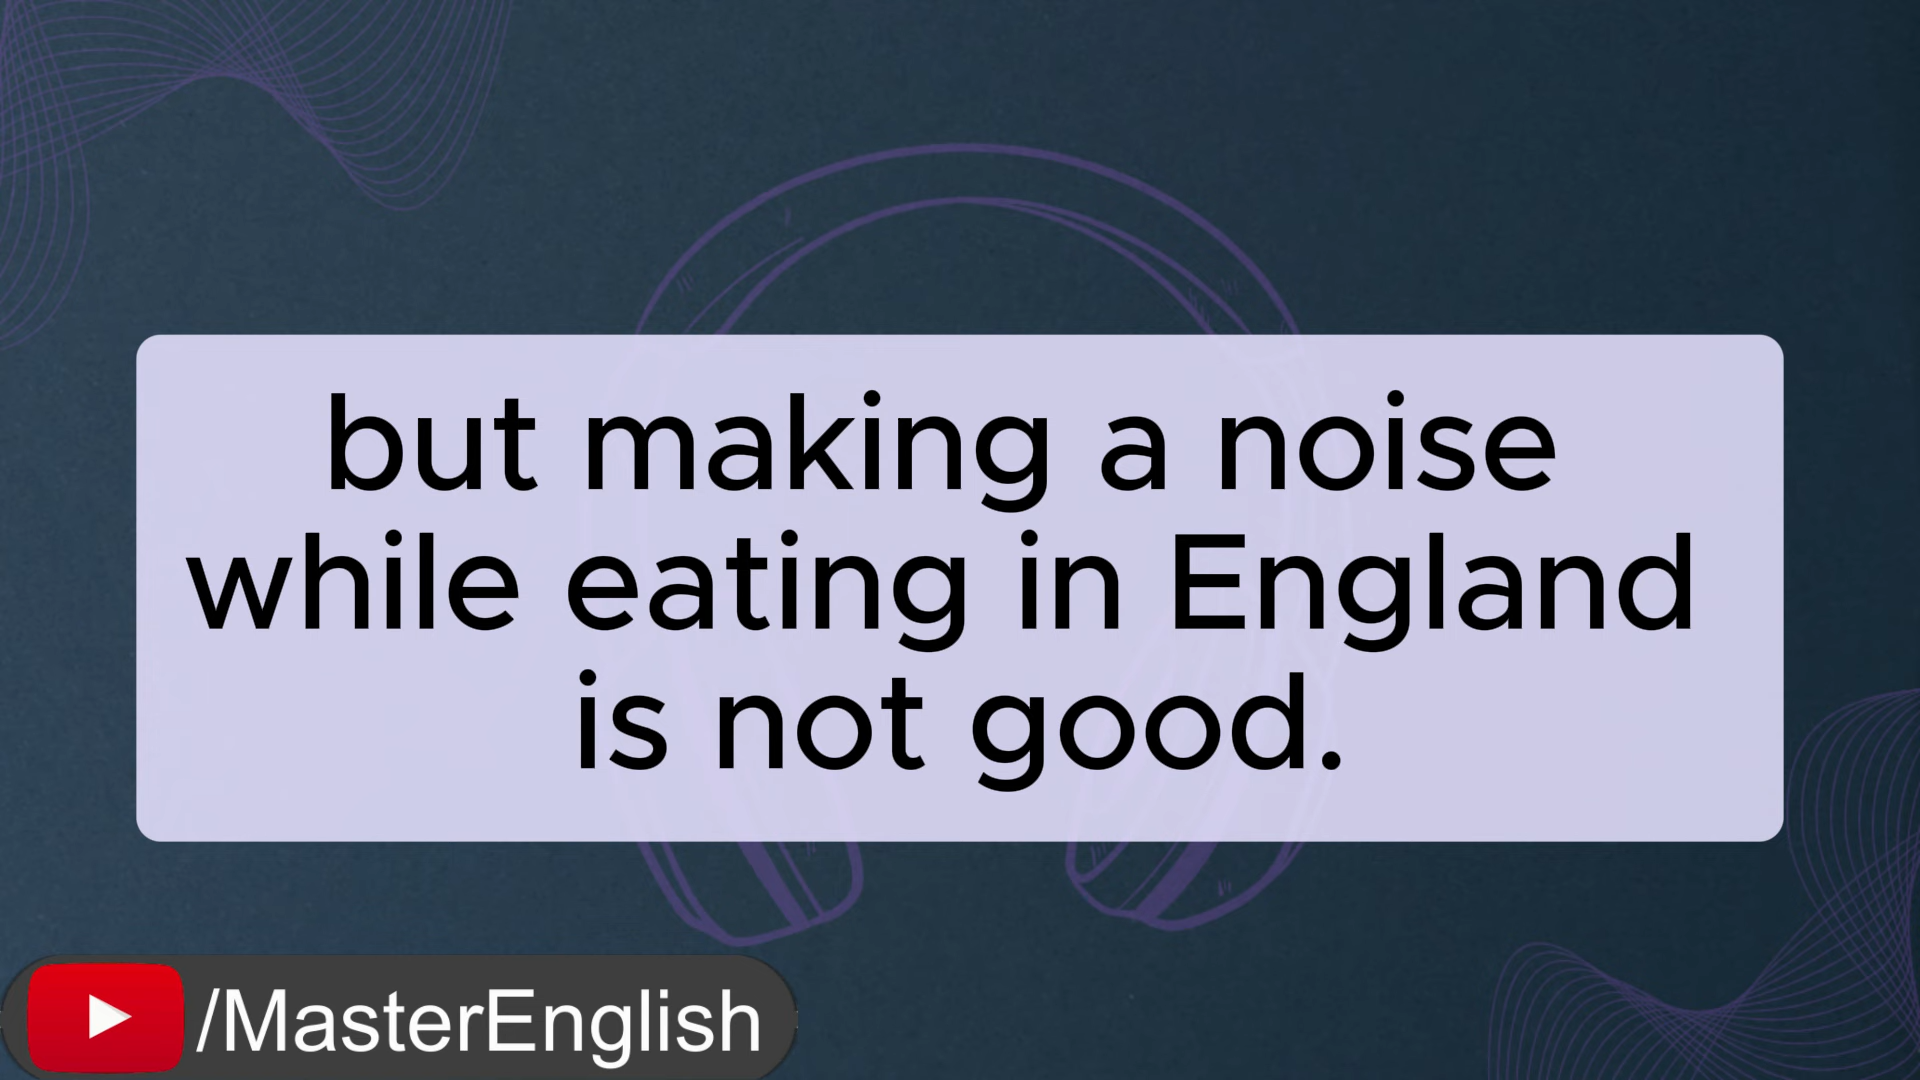 but making a noise
while eating in England
is not good.
/MasterEnglish